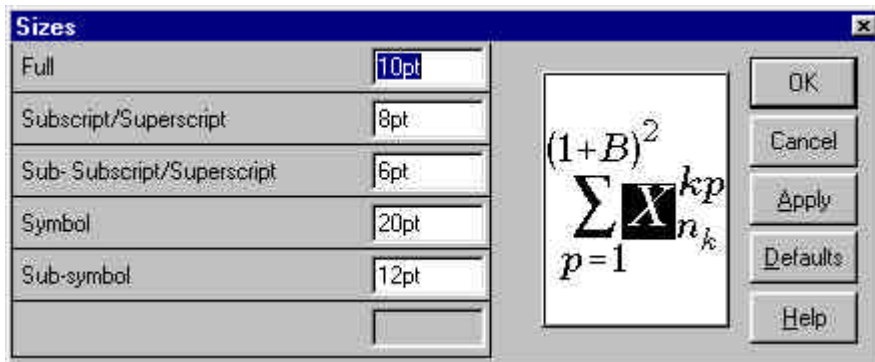 Sizes
Full 10pt
Subscript/Superscript 8pt
Sub- Subscript/Superscript 6pt
Symbol 20pt
Sub-symbol 12pt
(1+B)²
∑ X kp
n k
p=1
OK
Cancel
Apply
Defaults
Help